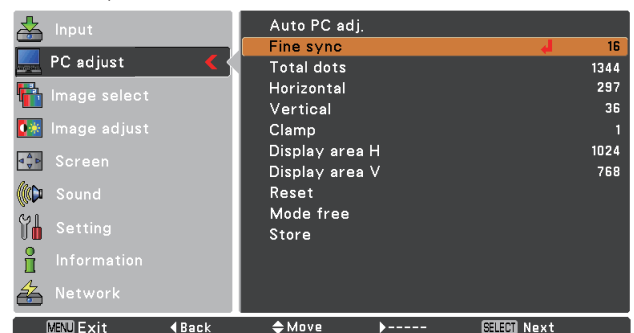 Input
PC adjust
Image select
Image adjust
Screen
Sound
Setting
Information
Network
Auto PC adj.
Fine sync 16
Total dots 1344
Horizontal 297
Vertical 36
Clamp 1
Display area H 1024
Display area V 768
Reset
Mode free
Store
MENU Exit Back Move ----- SELECT Next